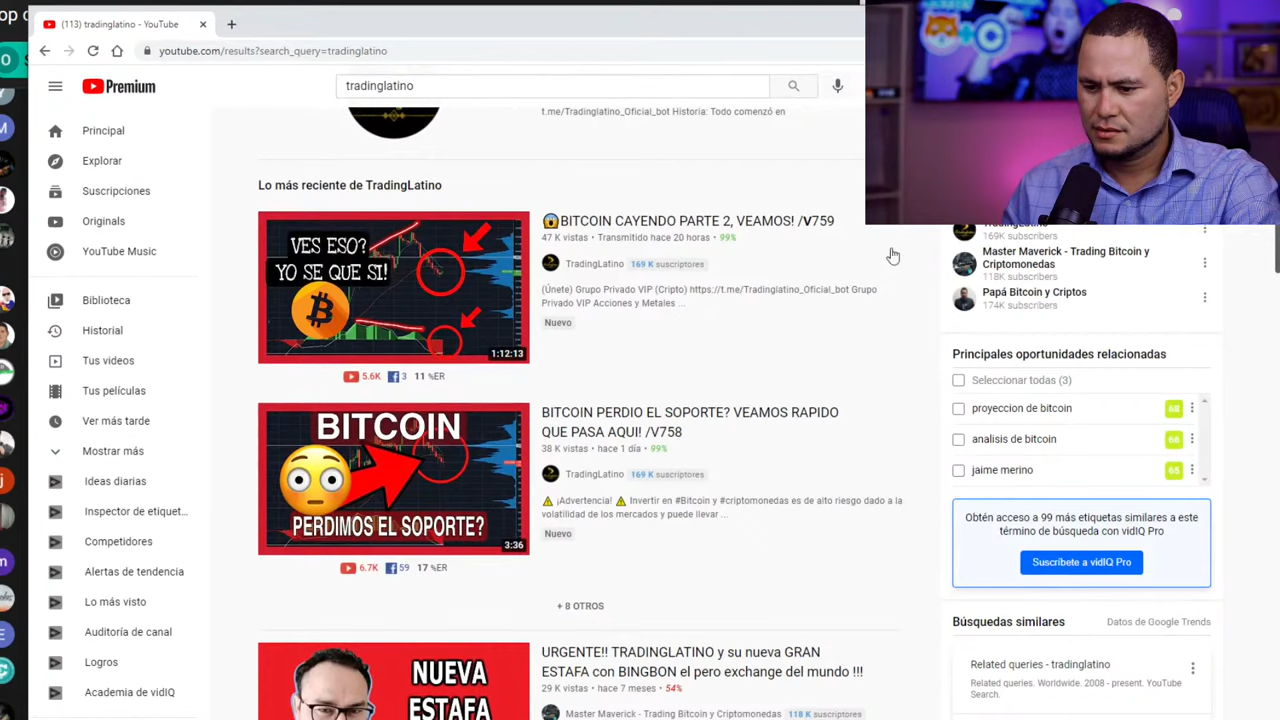 (113) tradinglatino - YouTube
youtube.com/results?search_query=tradinglatino
Premium
tradinglatino
Principal
Explorar
Suscripciones
Originals
YouTube Music
Biblioteca
Historial
Tus videos
Tus películas
Ver más tarde
Mostrar más
Ideas diarias
Inspector de etiquet...
Competidores
Alertas de tendencia
Lo más visto
Auditoría de canal
Logros
Academia de vidIQ
t.me/Tradinglatino_Oficial_bot Historia: Todo comenzó en
Lo más reciente de TradingLatino
VES ESO?
YO SE QUE SI!
1:12:13
😱BITCOIN CAYENDO PARTE 2, VEAMOS! /V759
47 K vistas • Transmitido hace 20 horas • 99%
TradingLatino 169 K suscriptores
(Únete) Grupo Privado VIP (Cripto) https://t.me/Tradinglatino_Oficial_bot Grupo
Privado VIP Acciones y Metales ...
Nuevo
5.6K 3 11 %ER
BITCOIN
PERDIMOS EL SOPORTE?
3:36
BITCOIN PERDIO EL SOPORTE? VEAMOS RAPIDO
QUE PASA AQUI! /V758
38 K vistas • hace 1 día • 99%
TradingLatino 169 K suscriptores
⚠️ ¡Advertencia! ⚠️ Invertir en #Bitcoin y #criptomonedas es de alto riesgo dado a la
volatilidad de los mercados y puede llevar ...
Nuevo
6.7K 59 17 %ER
+ 8 OTROS
NUEVA
ESTAFA
URGENTE!! TRADINGLATINO y su nueva GRAN
ESTAFA con BINGBON el pero exchange del mundo !!!
29 K vistas • hace 7 meses • 54%
Master Maverick - Trading Bitcoin y Criptomonedas 118 K suscriptores
169K subscribers
Master Maverick - Trading Bitcoin y
Criptomonedas
118K subscribers
Papá Bitcoin y Criptos
174K subscribers
Principales oportunidades relacionadas
Seleccionar todas (3)
proyeccion de bitcoin 68
analisis de bitcoin 66
jaime merino 65
Obtén acceso a 99 más etiquetas similares a este
término de búsqueda con vidIQ Pro
Suscríbete a vidIQ Pro
Búsquedas similares Datos de Google Trends
Related queries - tradinglatino
Related queries. Worldwide. 2008 - present. YouTube
Search.